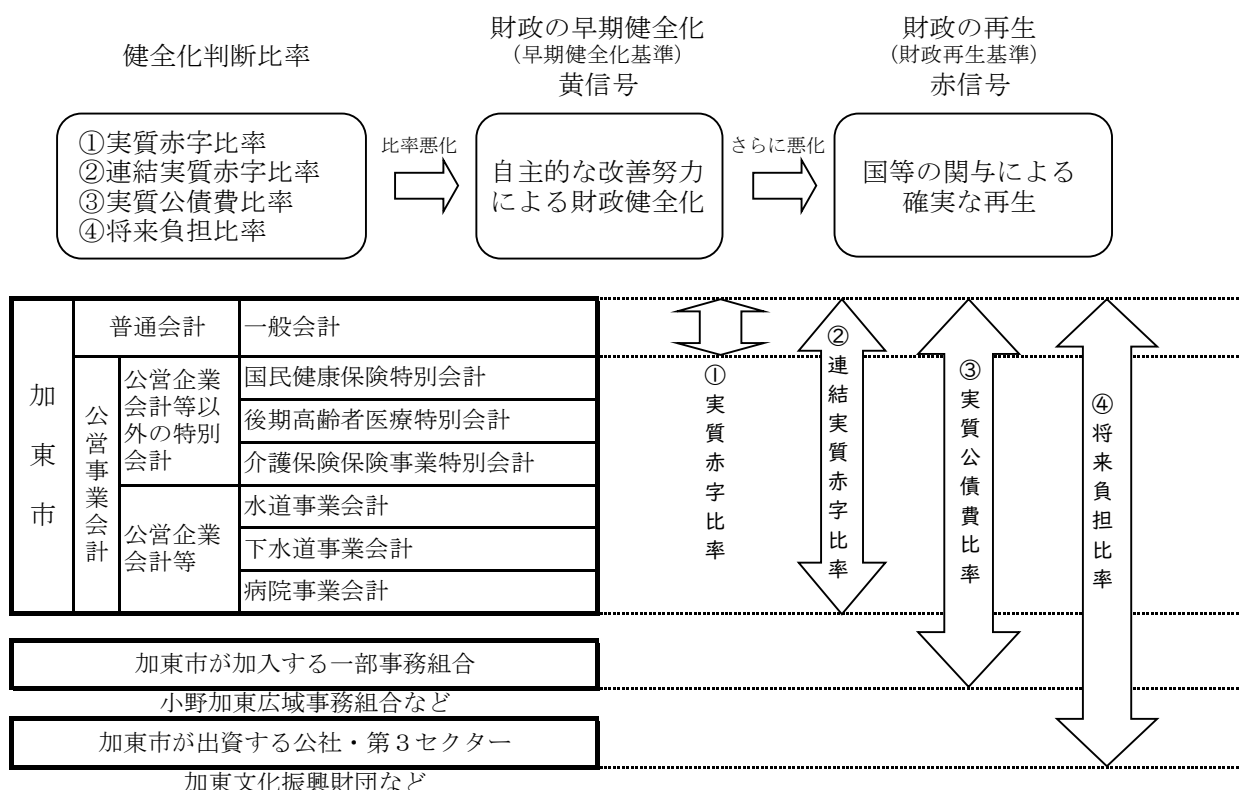 健全化判断比率
財政の早期健全化
（早期健全化基準）
黄信号
財政の再生
（財政再生基準）
赤信号
①実質赤字比率
②連結実質赤字比率
③実質公債費比率
④将来負担比率
比率悪化
自主的な改善努力
による財政健全化
さらに悪化
国等の関与による
確実な再生
加東市
普通会計
一般会計
公営事業会計
公営企業
会計等以
外の特別
会計
国民健康保険特別会計
後期高齢者医療特別会計
介護保険保険事業特別会計
公営企業
会計等
水道事業会計
下水道事業会計
病院事業会計
①実質赤字比率
②連結実質赤字比率
③実質公債費比率
④将来負担比率
加東市が加入する一部事務組合
小野加東広域事務組合など
加東市が出資する公社・第３セクター
加東文化振興財団など